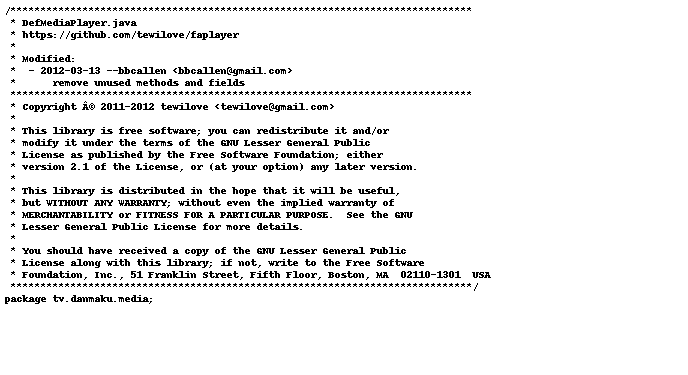 /*****************************************************************************
 * DefMediaPlayer.java
 * https://github.com/tewilove/faplayer
 *
 * Modified:
 *  - 2012-03-13 --bbcallen <bbcallen@gmail.com>
 *      remove unused methods and fields
 *****************************************************************************
 * Copyright Â© 2011-2012 tewilove <tewilove@gmail.com>
 *
 * This library is free software; you can redistribute it and/or
 * modify it under the terms of the GNU Lesser General Public
 * License as published by the Free Software Foundation; either
 * version 2.1 of the License, or (at your option) any later version.
 *
 * This library is distributed in the hope that it will be useful,
 * but WITHOUT ANY WARRANTY; without even the implied warranty of
 * MERCHANTABILITY or FITNESS FOR A PARTICULAR PURPOSE.  See the GNU
 * Lesser General Public License for more details.
 *
 * You should have received a copy of the GNU Lesser General Public
 * License along with this library; if not, write to the Free Software
 * Foundation, Inc., 51 Franklin Street, Fifth Floor, Boston, MA  02110-1301  USA
 *****************************************************************************/
package tv.danmaku.media;